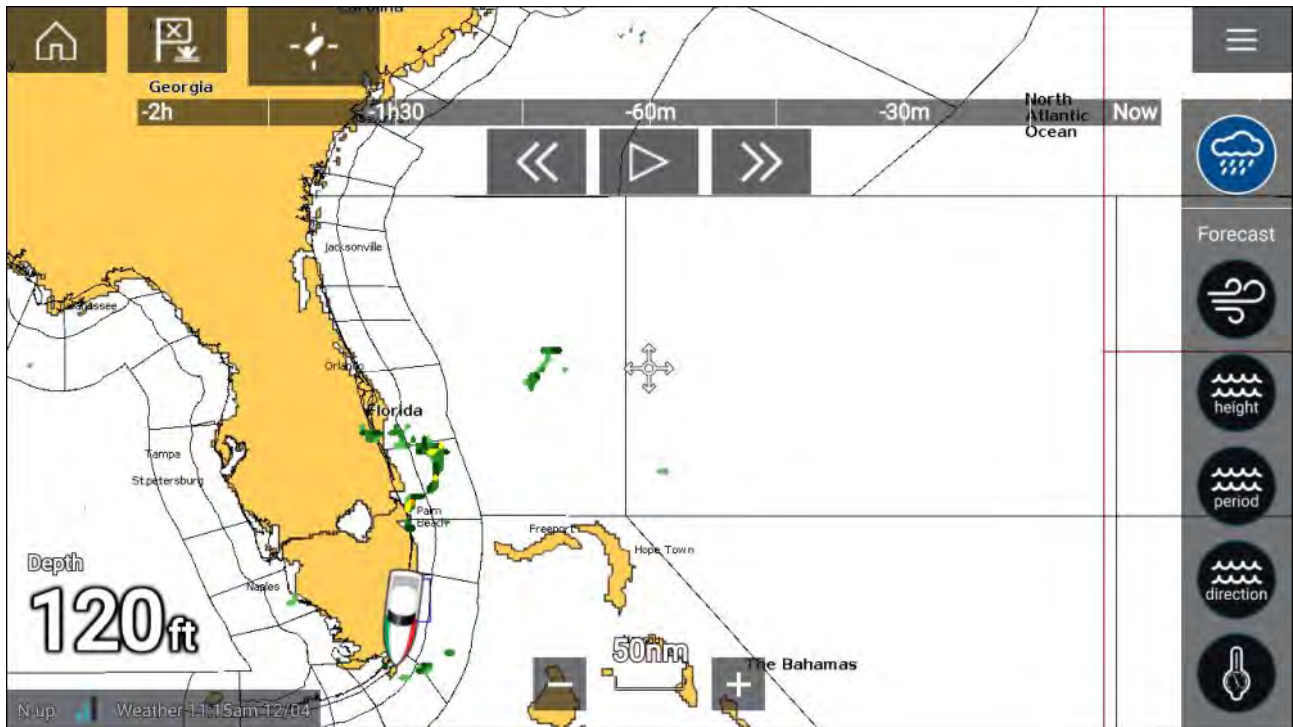 Carolina
Georgia
-2h
-1h30
-60m
-30m
Now
North
Atlantic
Ocean
Forecast
Jacksonville
Orlando
Florida
Tampa
St.petersburg
height
period
Palm
Beach
Freeport
Hope Town
Depth
120ft
Naples
direction
50nm
The Bahamas
N-up
Weather 11:15am 12/04